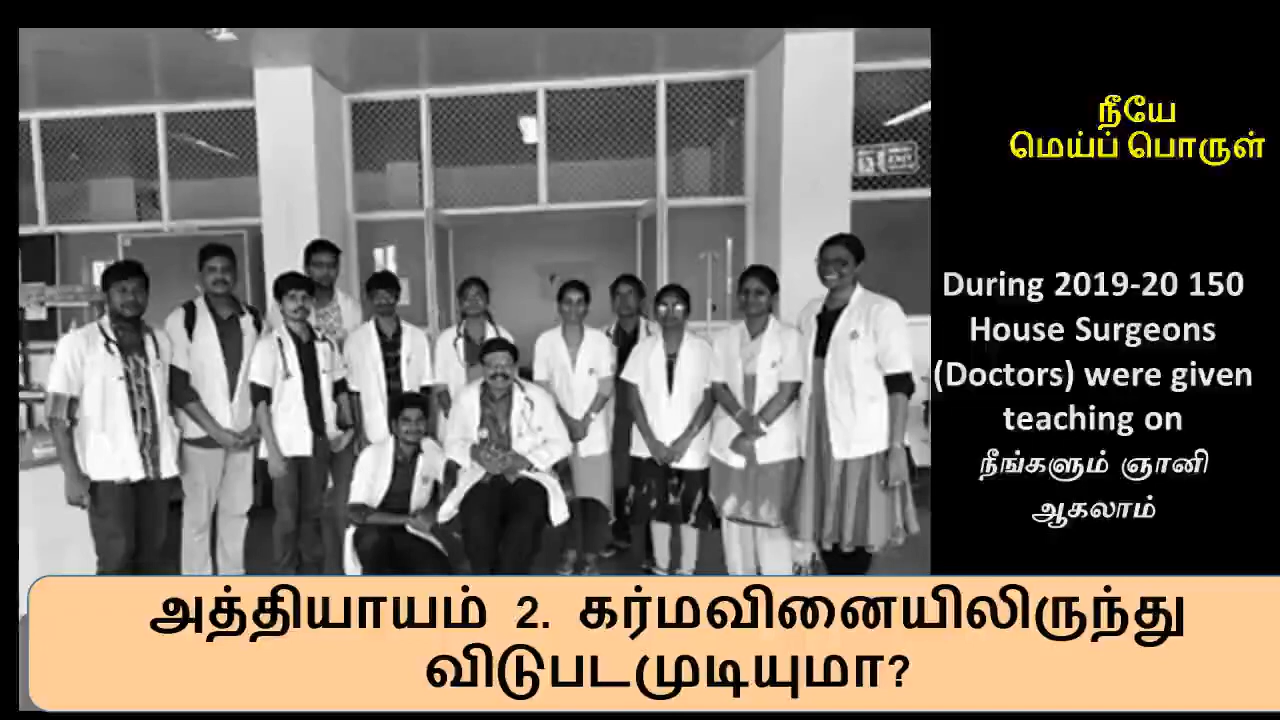 நீயே
மெய்ப் பொருள்
During 2019-20 150
House Surgeons
(Doctors) were given
teaching on
நீங்களும் ஞானி
ஆகலாம்
EXIT
அத்தியாயம் 2. கர்மவினையிலிருந்து
விடுபடமுடியுமா?